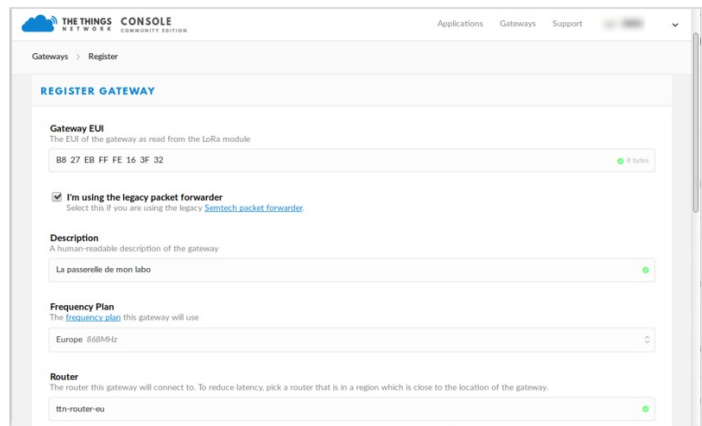 THE THINGS CONSOLE
NETWORK COMMUNITY EDITION
Applications Gateways Support
Gateways > Register
REGISTER GATEWAY
Gateway EUI
The EUI of the gateway as read from the LoRa module
B8 27 EB FF FE 16 3F 32 8 bytes
I'm using the legacy packet forwarder
Select this if you are using the legacy Semtech packet forwarder.
Description
A human-readable description of the gateway
La passerelle de mon labo
Frequency Plan
The frequency plan this gateway will use
Europe 868MHz
Router
The router this gateway will connect to. To reduce latency, pick a router that is in a region which is close to the location of the gateway.
ttn-router-eu